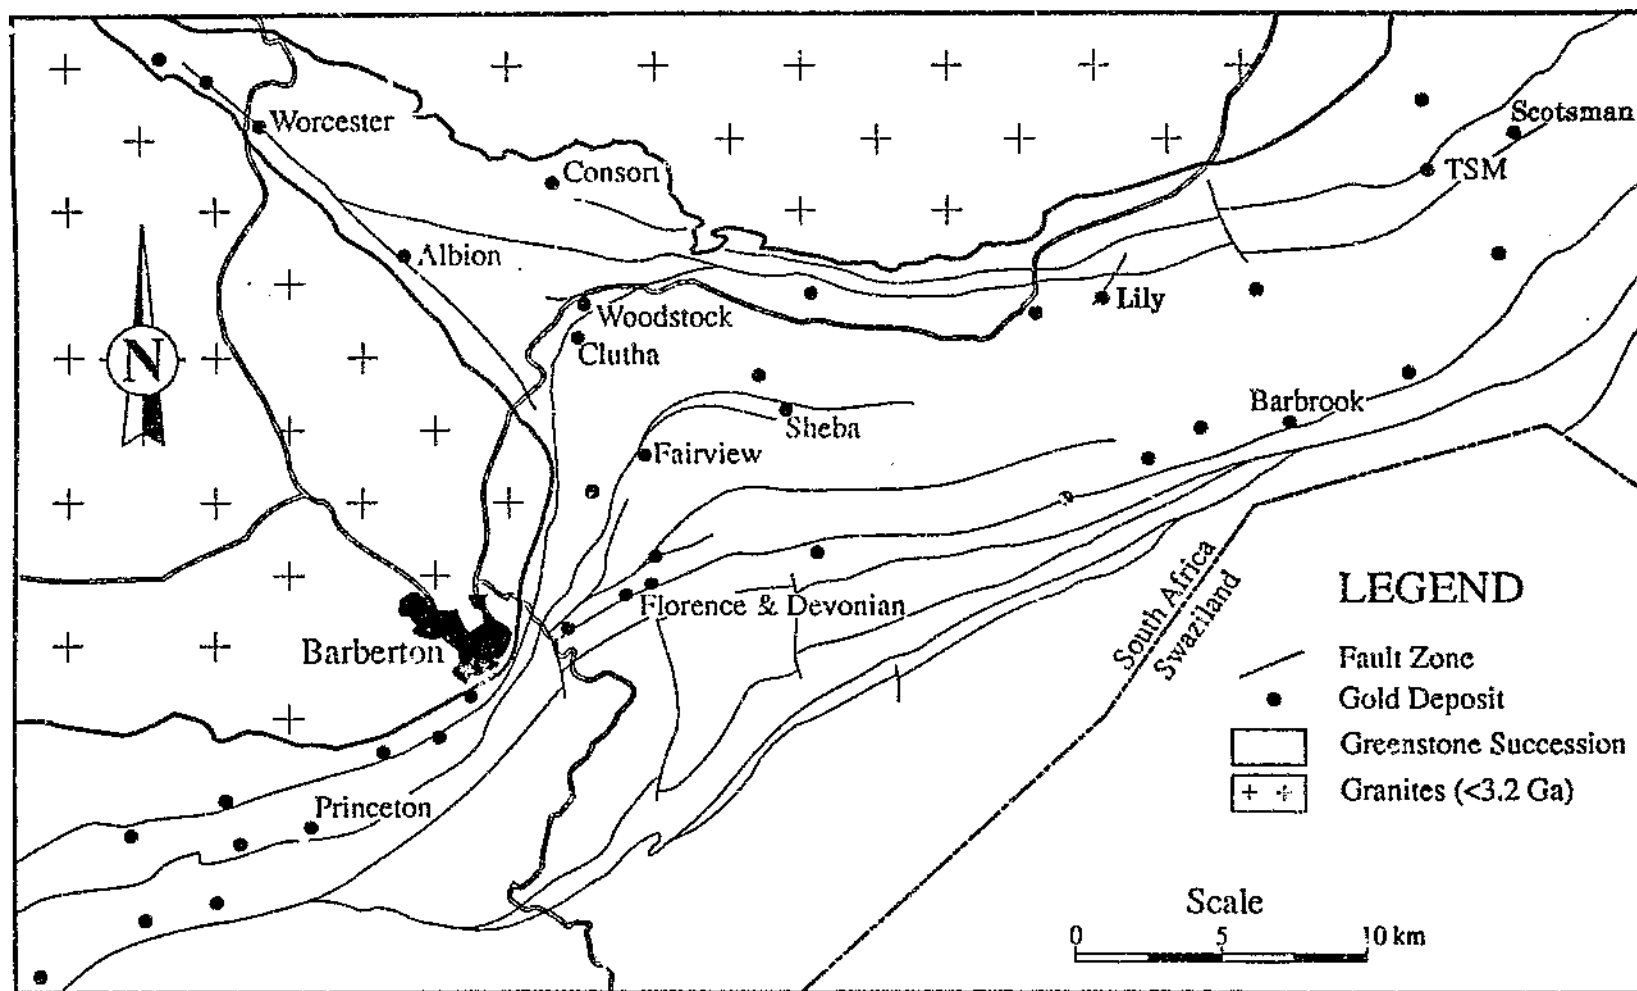 Scotsman
Worcester
TSM
Consort
Albion
N
Lily
Woodstock
Clutha
Barbrook
Sheba
Fairview
South Africa
Swaziland
LEGEND
Florence & Devonian
Barberton
Fault Zone
Gold Deposit
Greenstone Succession
Granites (<3.2 Ga)
Princeton
Scale
0 5 10 km